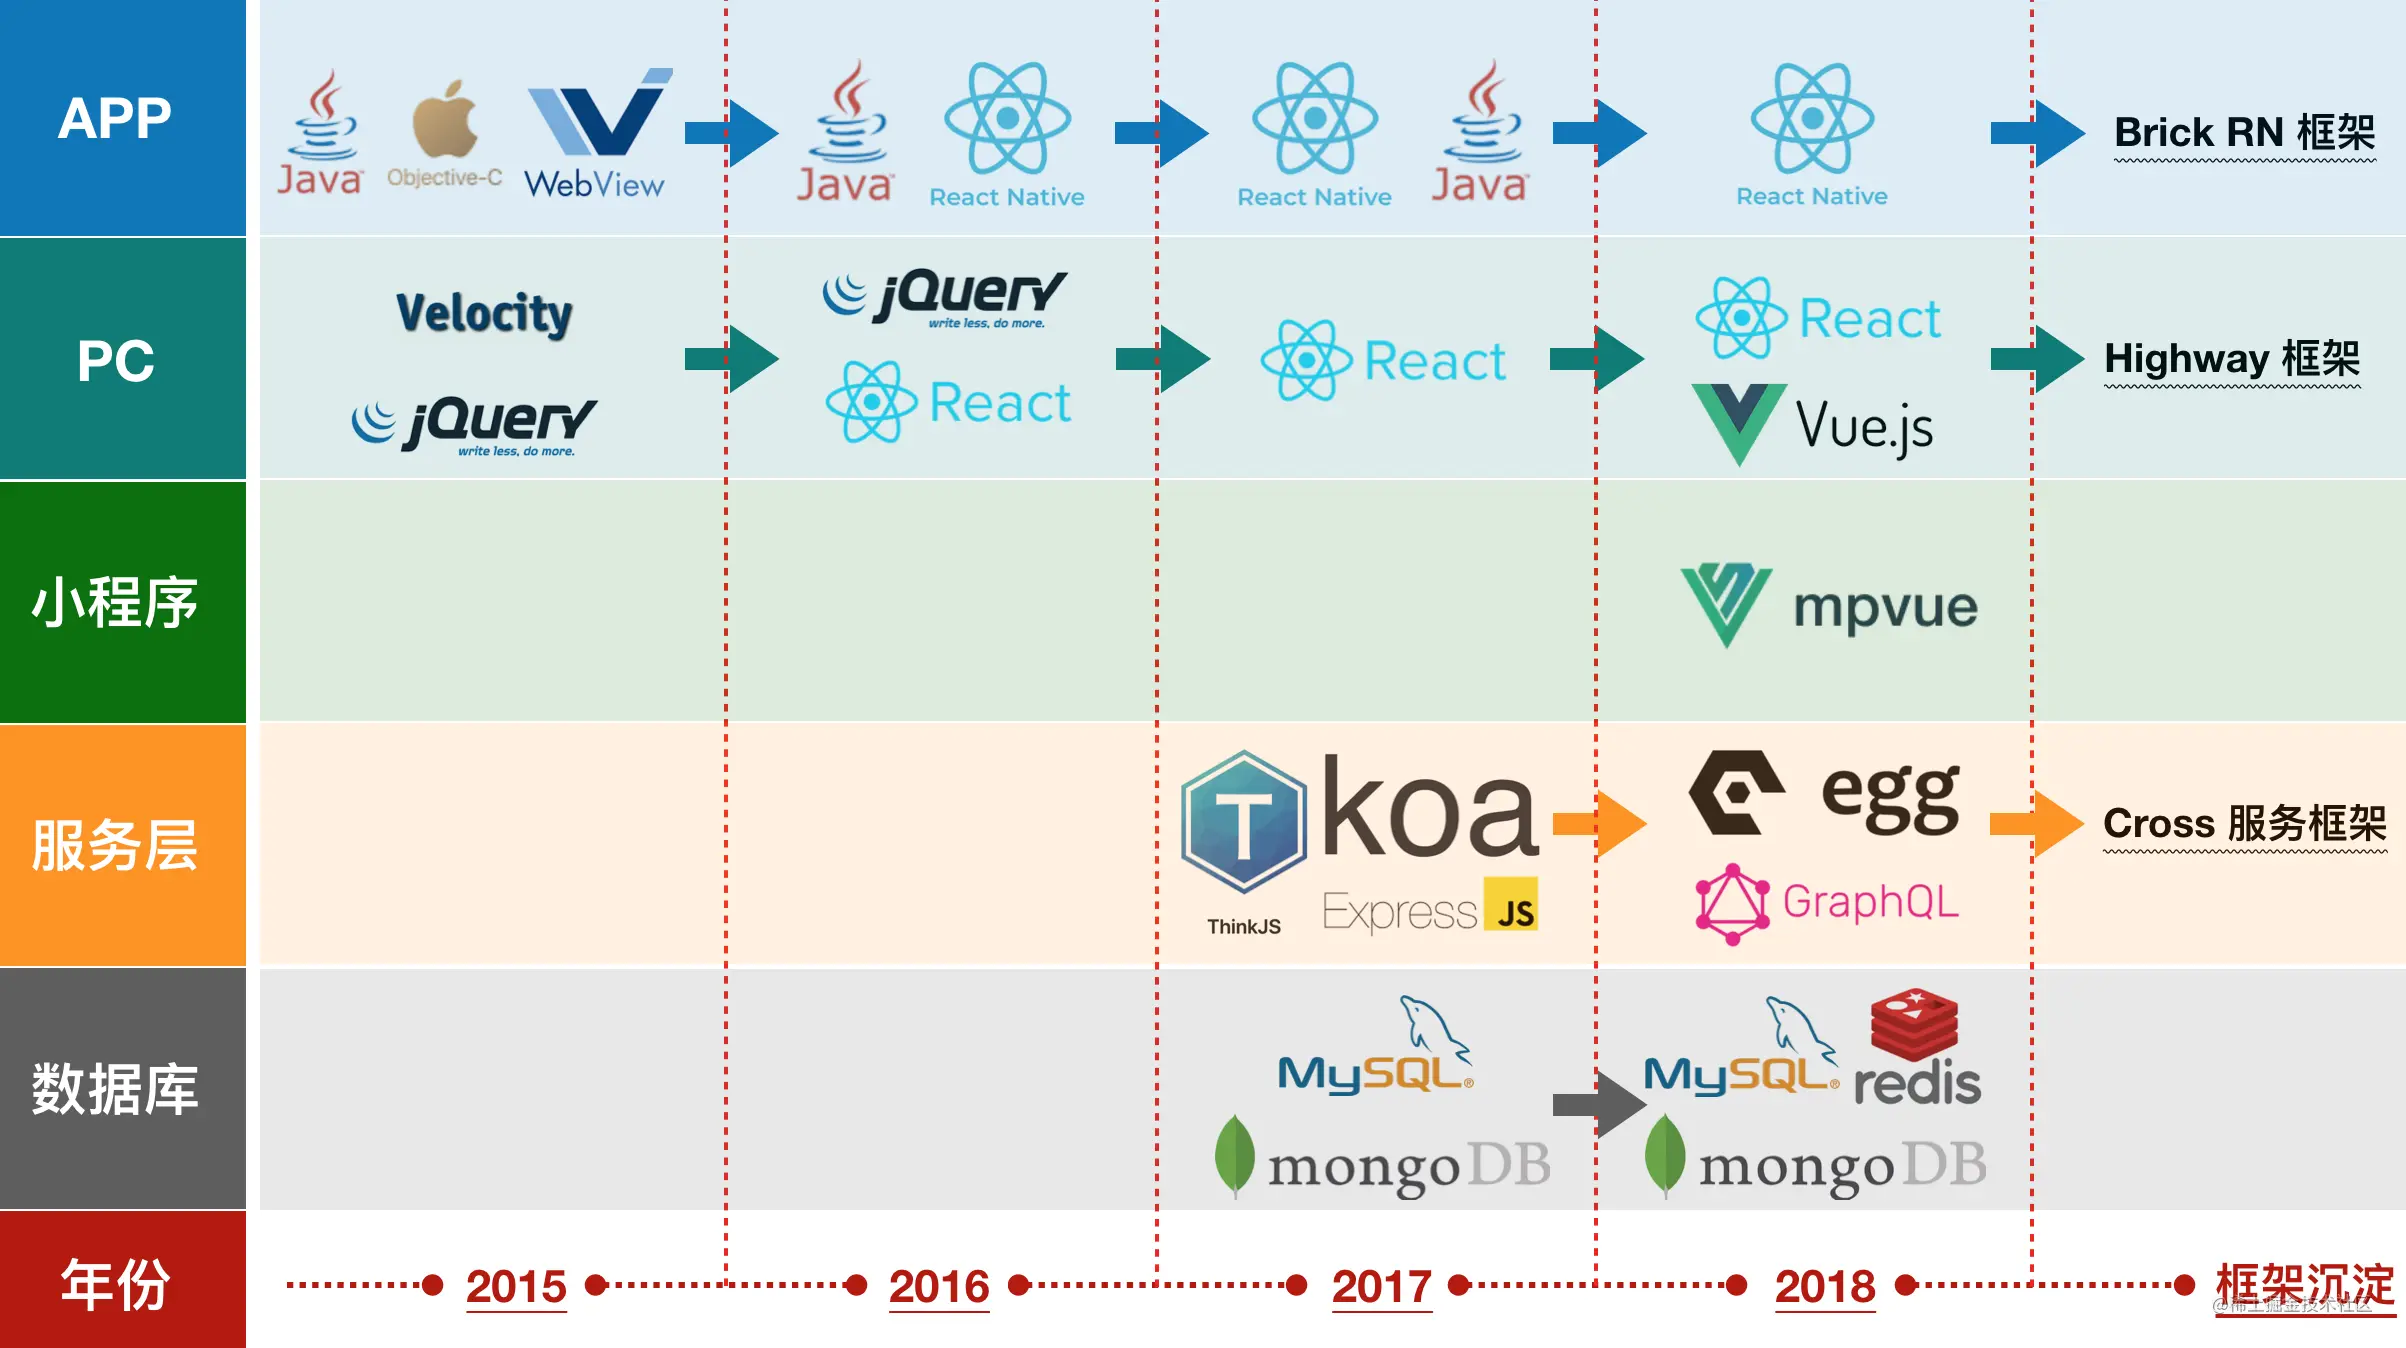 APP
Java™
Objective-C
WebView
Java™
React Native
React Native
Java™
React Native
Brick RN 框架
PC
Velocity
jQuery
write less, do more.
jQuery
write less, do more.
React
React
React
Vue.js
Highway 框架
小程序
mpvue
服务层
T
ThinkJS
koa
Express JS
egg
GraphQL
Cross 服务框架
数据库
MySQL®
mongoDB
MySQL®
redis
mongoDB
年份
2015
2016
2017
2018
框架沉淀
@稀土掘金技术社区